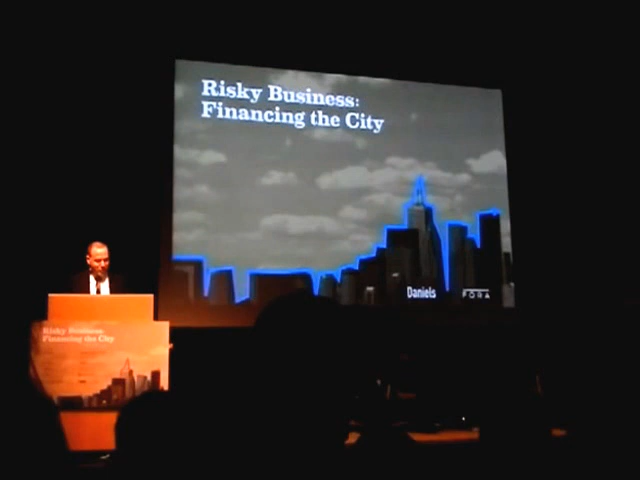 Risky Business:
Financing the City
Daniels
FORA
Risky Business:
Financing the City